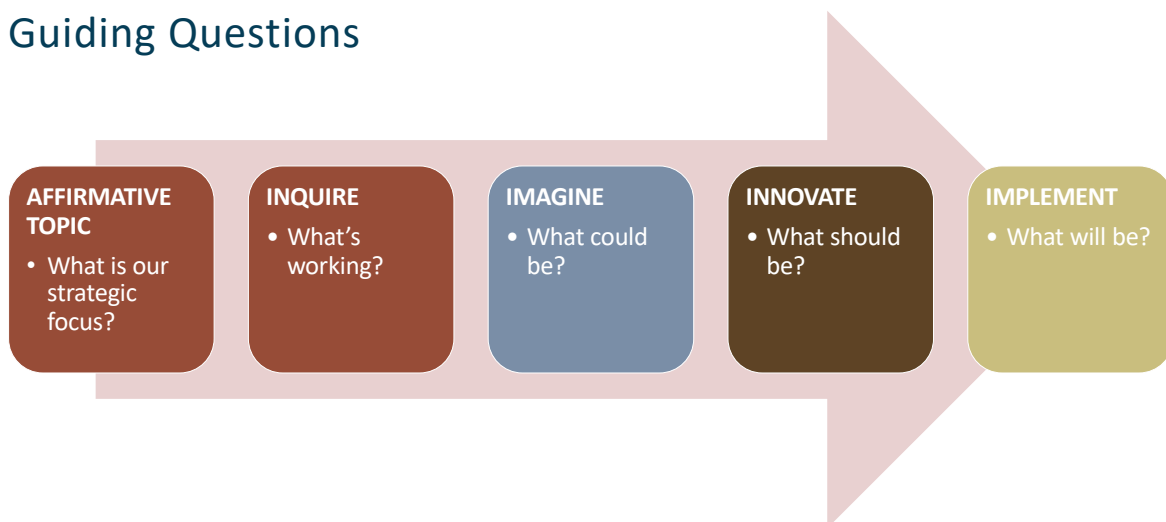 Guiding Questions
AFFIRMATIVE
TOPIC
• What is our
strategic
focus?
INQUIRE
• What's
working?
IMAGINE
• What could
be?
INNOVATE
• What should
be?
IMPLEMENT
• What will be?